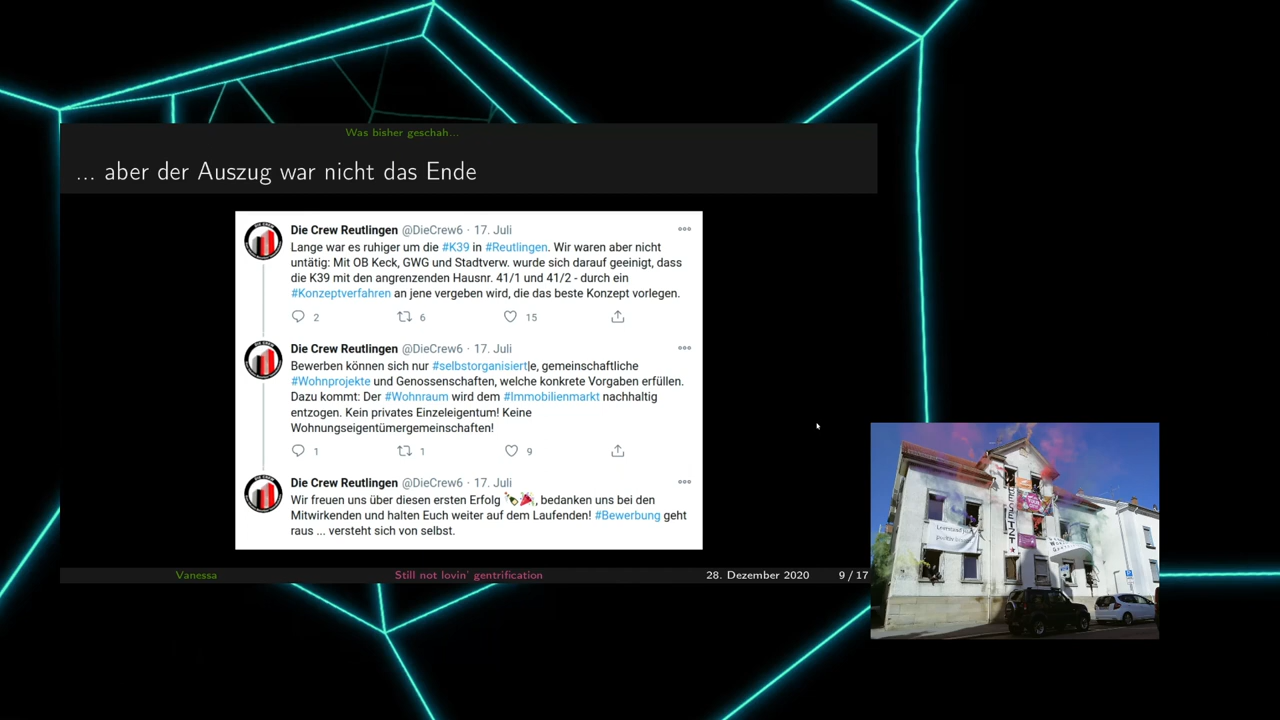 Was bisher geschah...
... aber der Auszug war nicht das Ende
Die Crew Reutlingen @DieCrew6 · 17. Juli
Lange war es ruhiger um die #K39 in #Reutlingen. Wir waren aber nicht
untätig: Mit OB Keck, GWG und Stadtverw. wurde sich darauf geeinigt, dass
die K39 mit den angrenzenden Hausnr. 41/1 und 41/2 - durch ein
#Konzeptverfahren an jene vergeben wird, die das beste Konzept vorlegen.
2 6 15
Die Crew Reutlingen @DieCrew6 · 17. Juli
Bewerben können sich nur #selbstorganisiert|e, gemeinschaftliche
#Wohnprojekte und Genossenschaften, welche konkrete Vorgaben erfüllen.
Dazu kommt: Der #Wohnraum wird dem #Immobilienmarkt nachhaltig
entzogen. Kein privates Einzeleigentum! Keine
Wohnungseigentümergemeinschaften!
1 1 9
Die Crew Reutlingen @DieCrew6 · 17. Juli
Wir freuen uns über diesen ersten Erfolg 🍾🎉, bedanken uns bei den
Mitwirkenden und halten Euch weiter auf dem Laufenden! #Bewerbung geht
raus ... versteht sich von selbst.
BESETZT
Leerstand
Vanessa
Still not lovin' gentrification
28. Dezember 2020
9 / 17